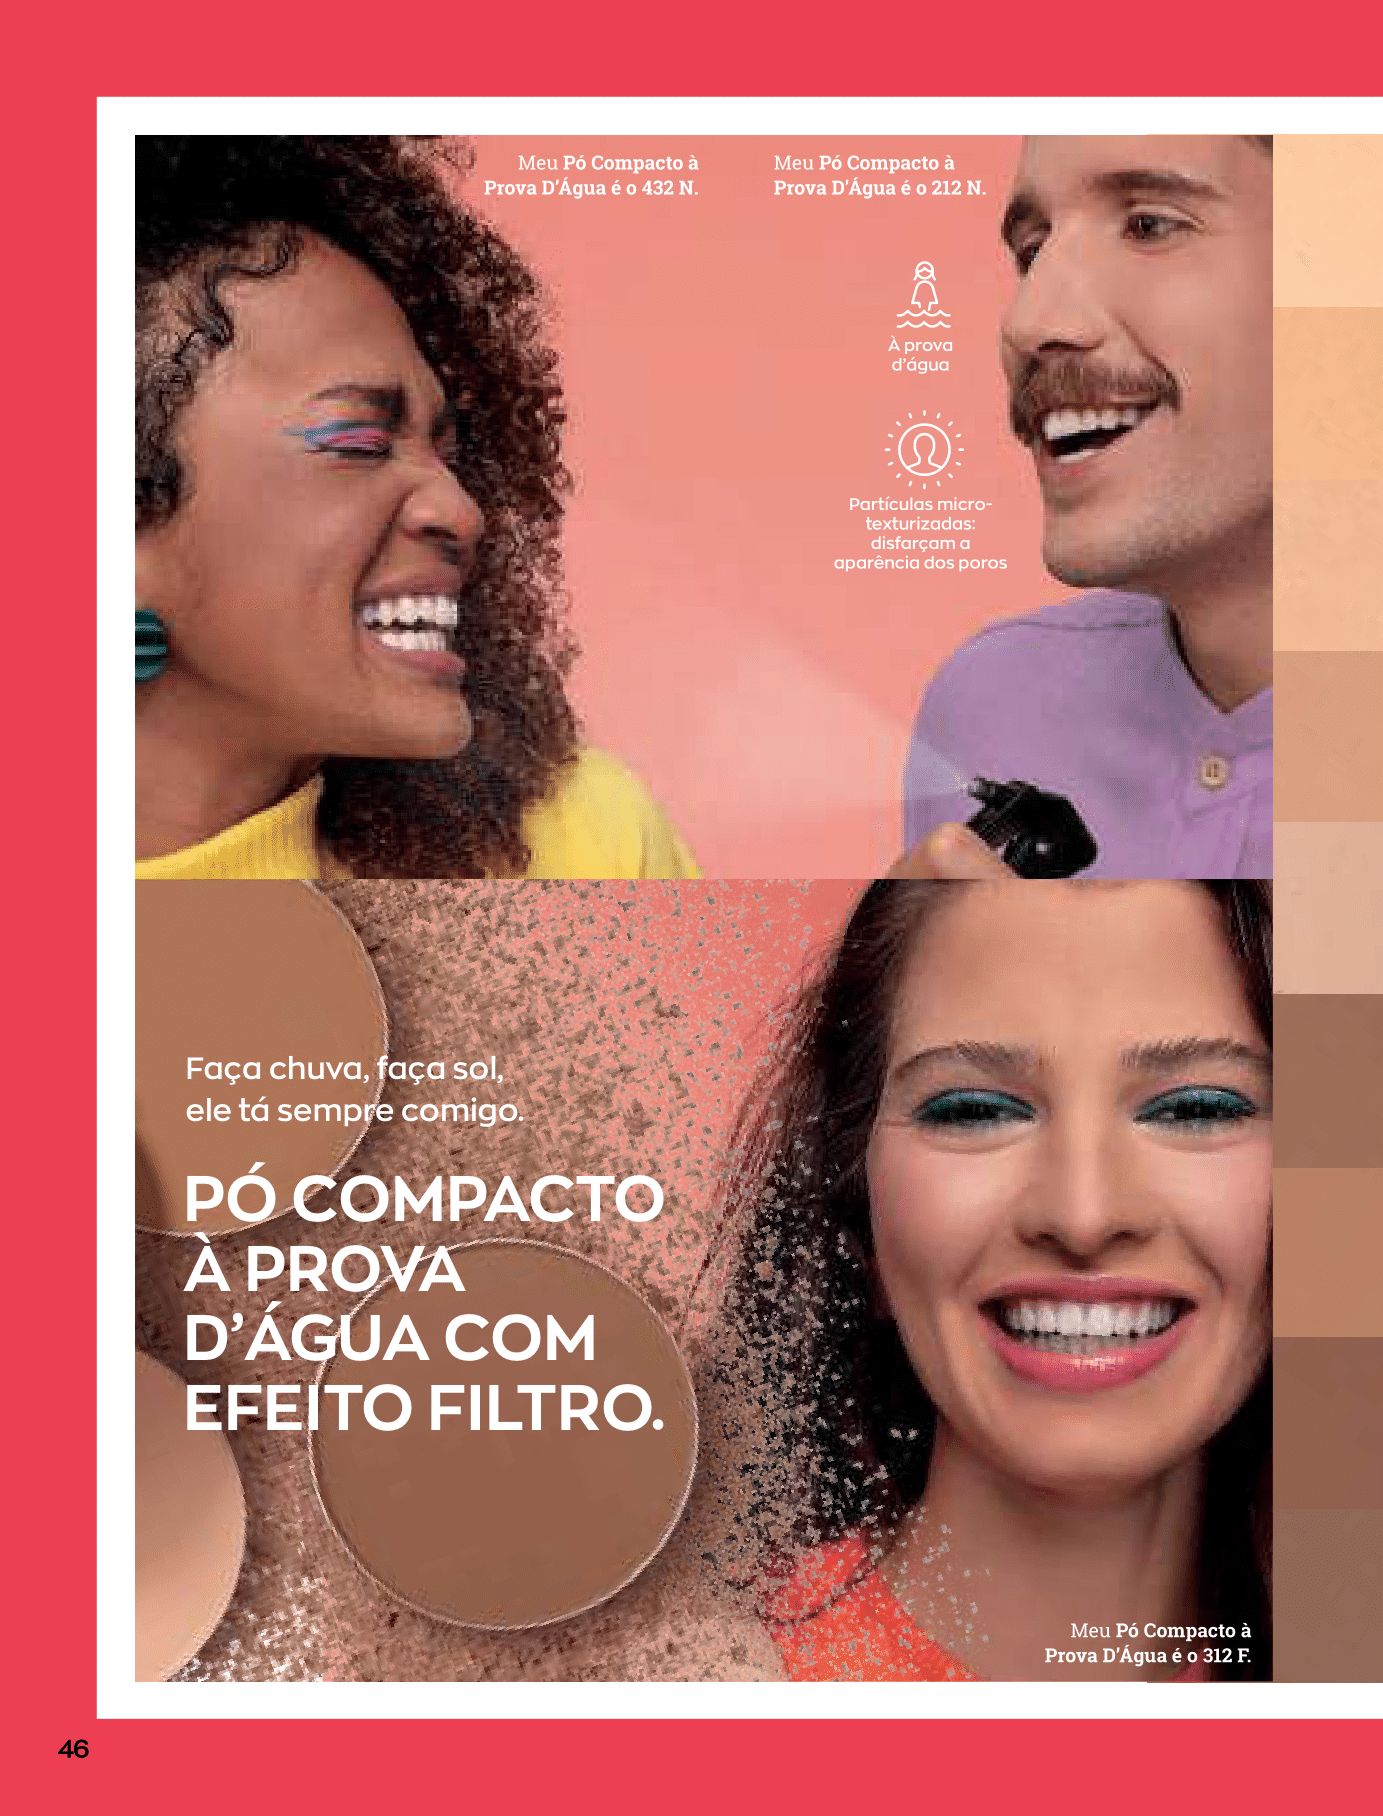 Meu Pó Compacto à
Prova D'Água é o 432 N.
Meu Pó Compacto à
Prova D'Água é o 212 N.
À prova
d'água
Partículas micro-
texturizadas:
disfarçam a
aparência dos poros
Faça chuva, faça sol,
ele tá sempre comigo.
PÓ COMPACTO
À PROVA
D'ÁGUA COM
EFEITO FILTRO.
Meu Pó Compacto à
Prova D'Água é o 312 F.
46